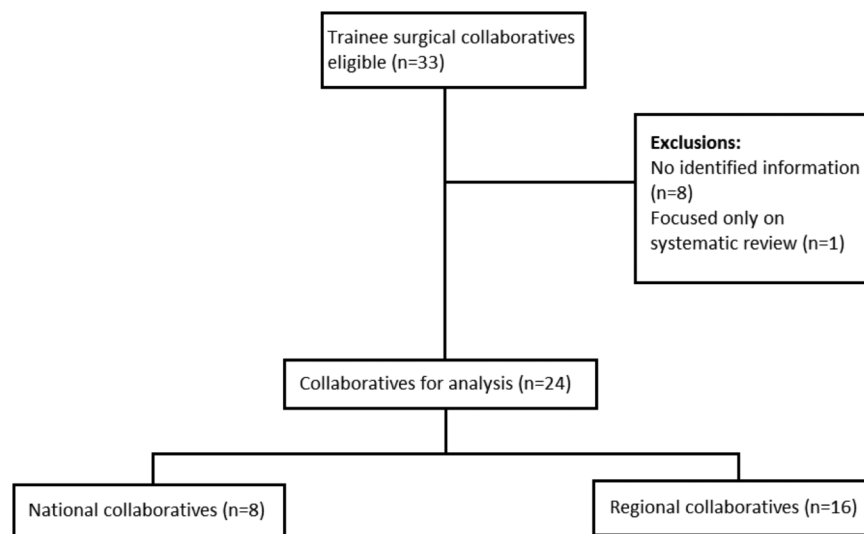 Trainee surgical collaboratives
eligible (n=33)
Exclusions:
No identified information
(n=8)
Focused only on
systematic review (n=1)
Collaboratives for analysis (n=24)
National collaboratives (n=8)
Regional collaboratives (n=16)